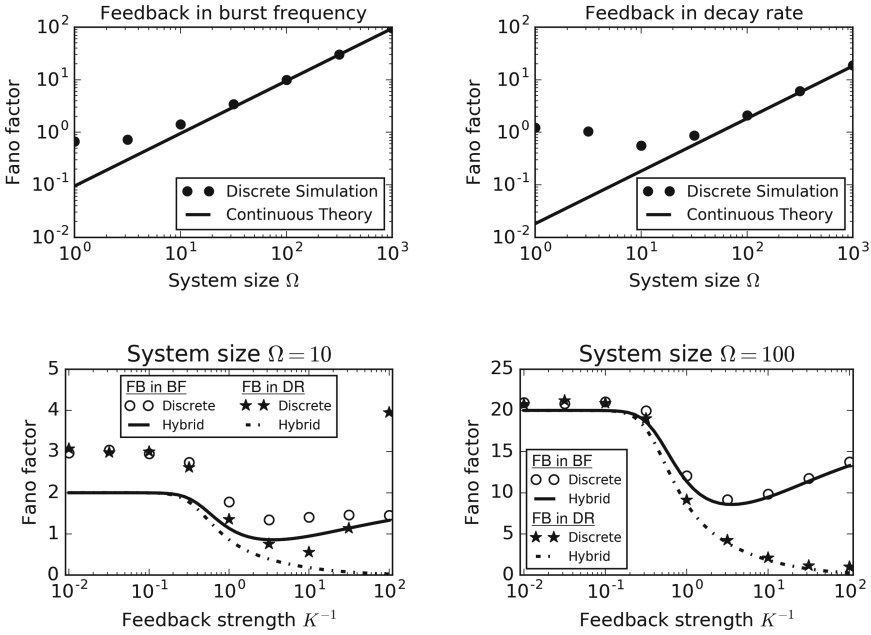 Feedback in burst frequency
Fano factor
10^2
10^1
10^0
10^-1
10^-2
Discrete Simulation
Continuous Theory
10^0 10^1 10^2 10^3
System size Ω
Feedback in decay rate
Fano factor
10^2
10^1
10^0
10^-1
10^-2
Discrete Simulation
Continuous Theory
10^0 10^1 10^2 10^3
System size Ω
System size Ω = 10
Fano factor
5
4
3
2
1
0
FB in BF FB in DR
Discrete Discrete
Hybrid Hybrid
10^-2 10^-1 10^0 10^1 10^2
Feedback strength K^-1
System size Ω = 100
Fano factor
25
20
15
10
5
0
FB in BF
Discrete
Hybrid
FB in DR
Discrete
Hybrid
10^-2 10^-1 10^0 10^1 10^2
Feedback strength K^-1